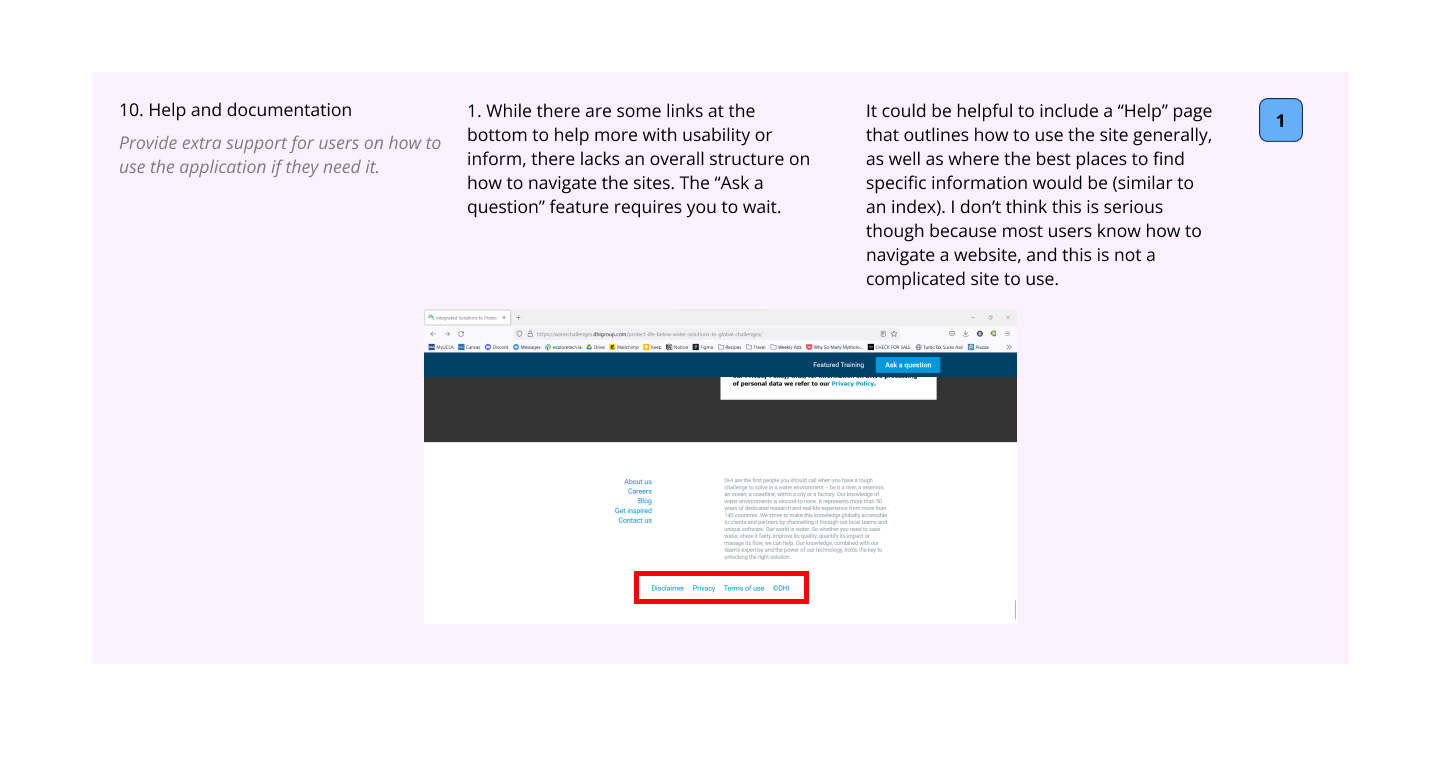 10. Help and documentation
Provide extra support for users on how to
use the application if they need it.
1. While there are some links at the
bottom to help more with usability or
inform, there lacks an overall structure on
how to navigate the sites. The “Ask a
question” feature requires you to wait.
It could be helpful to include a “Help” page
that outlines how to use the site generally,
as well as where the best places to find
specific information would be (similar to
an index). I don’t think this is serious
though because most users know how to
navigate a website, and this is not a
complicated site to use.
1
Integrated Solutions to Protec
https://waterchallenges.dhigroup.com/protect-life-below-water-solutions-to-global-challenges/
MyUCLA Canvas Discord Messages exploretech.la Drive Mailchimp Keep Notion Figma Recipes Travel Weekly Ads Why So Many Mytholo... CHECK FOR SALE TurboTax Sucks Ass! Piazza
Featured Training Ask a question
of personal data we refer to our Privacy Policy.
About us
Careers
Blog
Get inspired
Contact us
DHI are the first people you should call when you have a tough
challenge to solve in a water environment – be it a river, a reservoir,
an ocean, a coastline, within a city or a factory. Our knowledge of
water environments is second-to-none. It represents more than 50
years of dedicated research and real-life experience from more than
140 countries. We strive to make this knowledge globally accessible
to clients and partners by channelling it through our local teams and
unique software. Our world is water. So whether you need to save
water, share it fairly, improve its quality, quantify its impact or
manage its flow, we can help. Our knowledge, combined with our
team's expertise and the power of our technology, holds the key to
unlocking the right solution.
Disclaimer Privacy Terms of use ©DHI